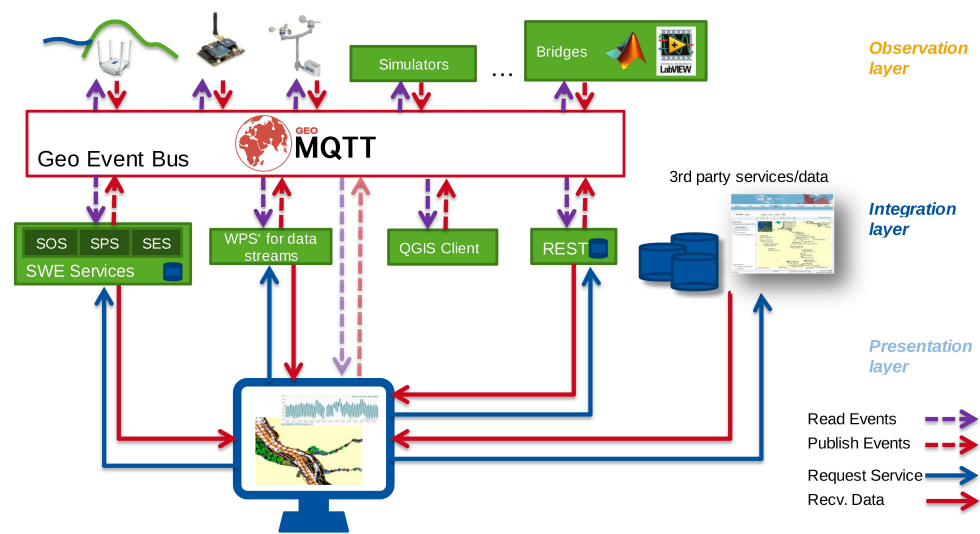 Observation
layer
Simulators
...
Bridges
LabVIEW
Geo Event Bus
GEO
MQTT
3rd party services/data
Integration
layer
SOS SPS SES
SWE Services
WPS‘ for data
streams
QGIS Client
REST
Presentation
layer
Read Events
Publish Events
Request Service
Recv. Data